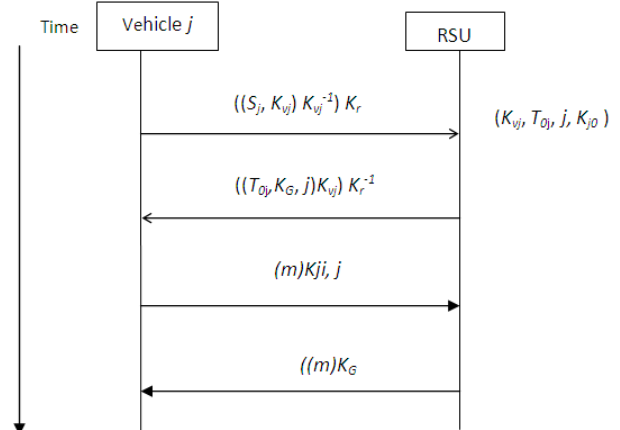 Time
Vehicle j
RSU
((Sj, Kvj) Kvj⁻¹) Kr
(Kvj, T0j, j, Kj0 )
((T0j,KG, j)Kvj) Kr⁻¹
(m)Kji, j
((m)KG